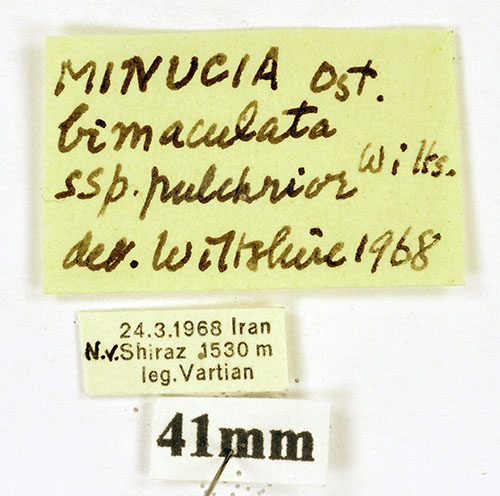 MINUCIA Ost.
bimaculata
ssp. pulchrior Wilts.
det. Wiltshire 1968
24.3.1968 Iran
N.v. Shiraz 1530 m
leg. Vartian
41mm